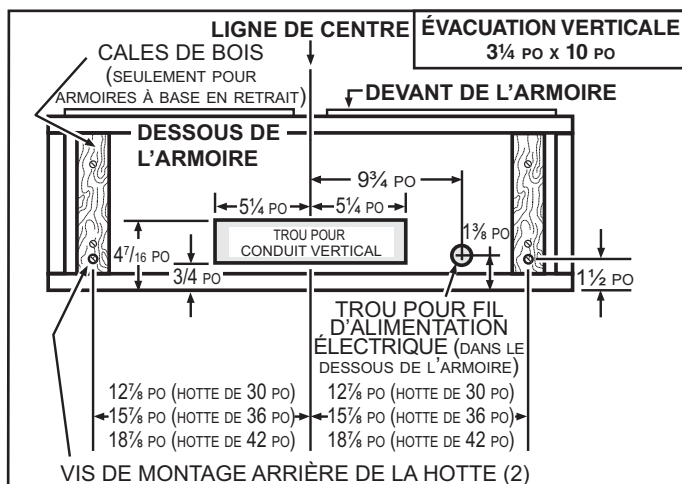 LIGNE DE CENTRE
ÉVACUATION VERTICALE
3¼ PO X 10 PO
CALES DE BOIS
(SEULEMENT POUR
ARMOIRES À BASE EN RETRAIT)
DEVANT DE L'ARMOIRE
DESSOUS DE
L'ARMOIRE
9¾ PO
5¼ PO
5¼ PO
TROU POUR
CONDUIT VERTICAL
1⅜ PO
4⁷⁄₁₆ PO
3/4 PO
1½ PO
TROU POUR FIL
D'ALIMENTATION
ÉLECTRIQUE (DANS LE
DESSOUS DE L'ARMOIRE)
12⅞ PO (HOTTE DE 30 PO) 12⅞ PO (HOTTE DE 30 PO)
15⅞ PO (HOTTE DE 36 PO) 15⅞ PO (HOTTE DE 36 PO)
18⅞ PO (HOTTE DE 42 PO) 18⅞ PO (HOTTE DE 42 PO)
VIS DE MONTAGE ARRIÈRE DE LA HOTTE (2)